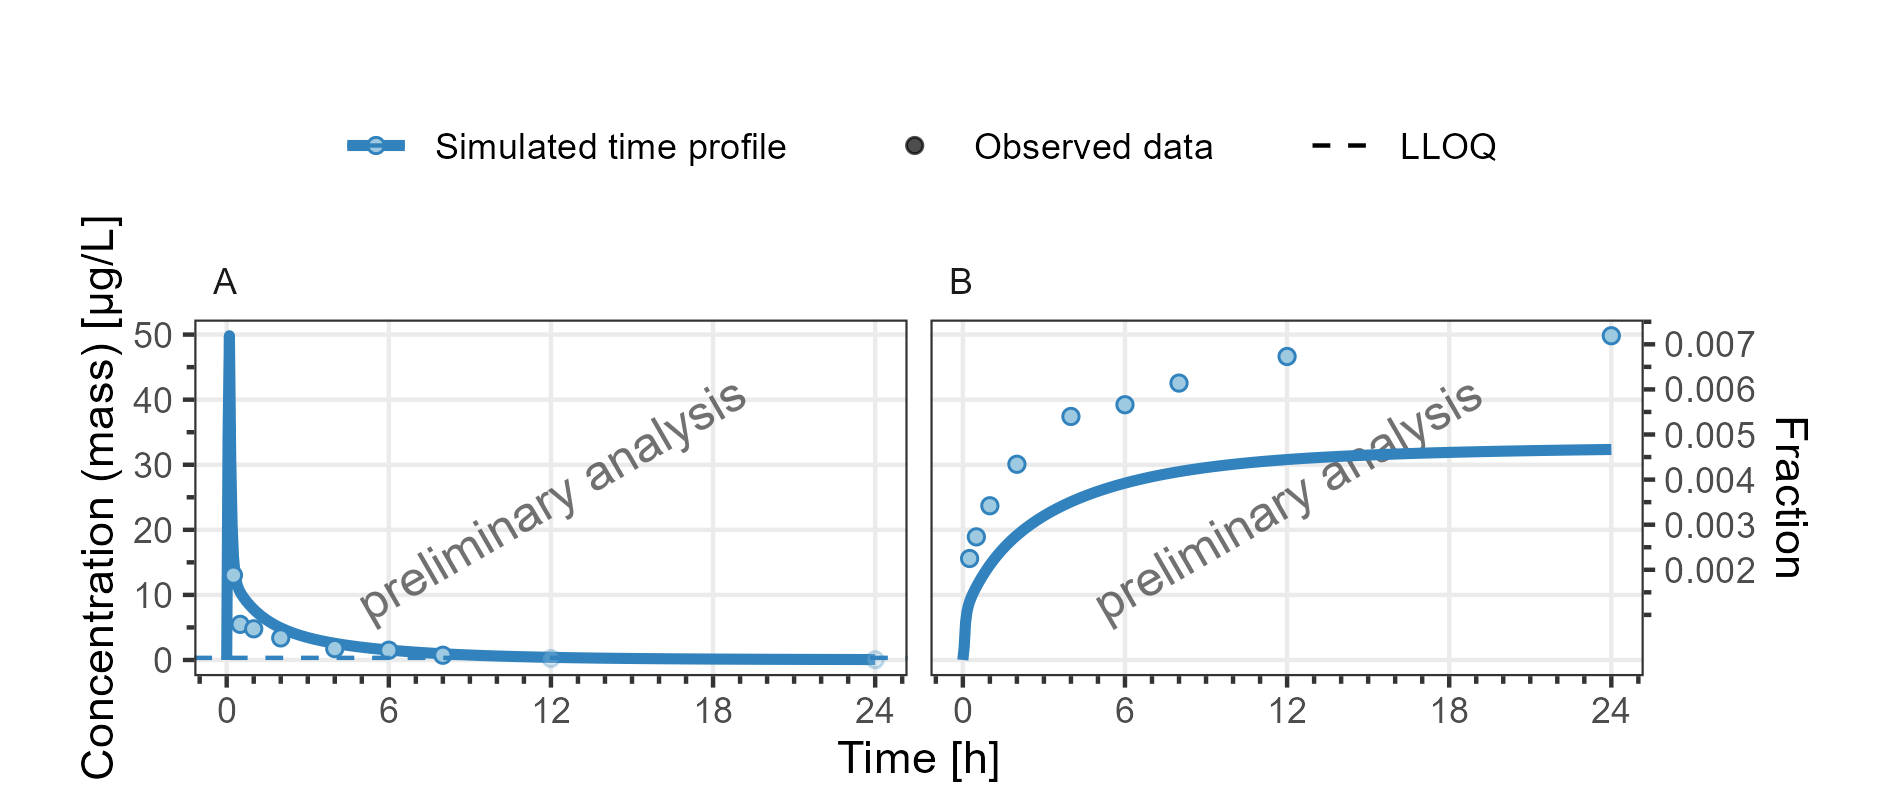 Simulated time profile
Observed data
LLOQ
Concentration (mass) [µg/L]
A
50
40
30
20
10
0
preliminary analysis
0
6
12
18
24
B
preliminary analysis
0
6
12
18
24
0.007
0.006
0.005
0.004
0.003
0.002
Fraction
Time [h]